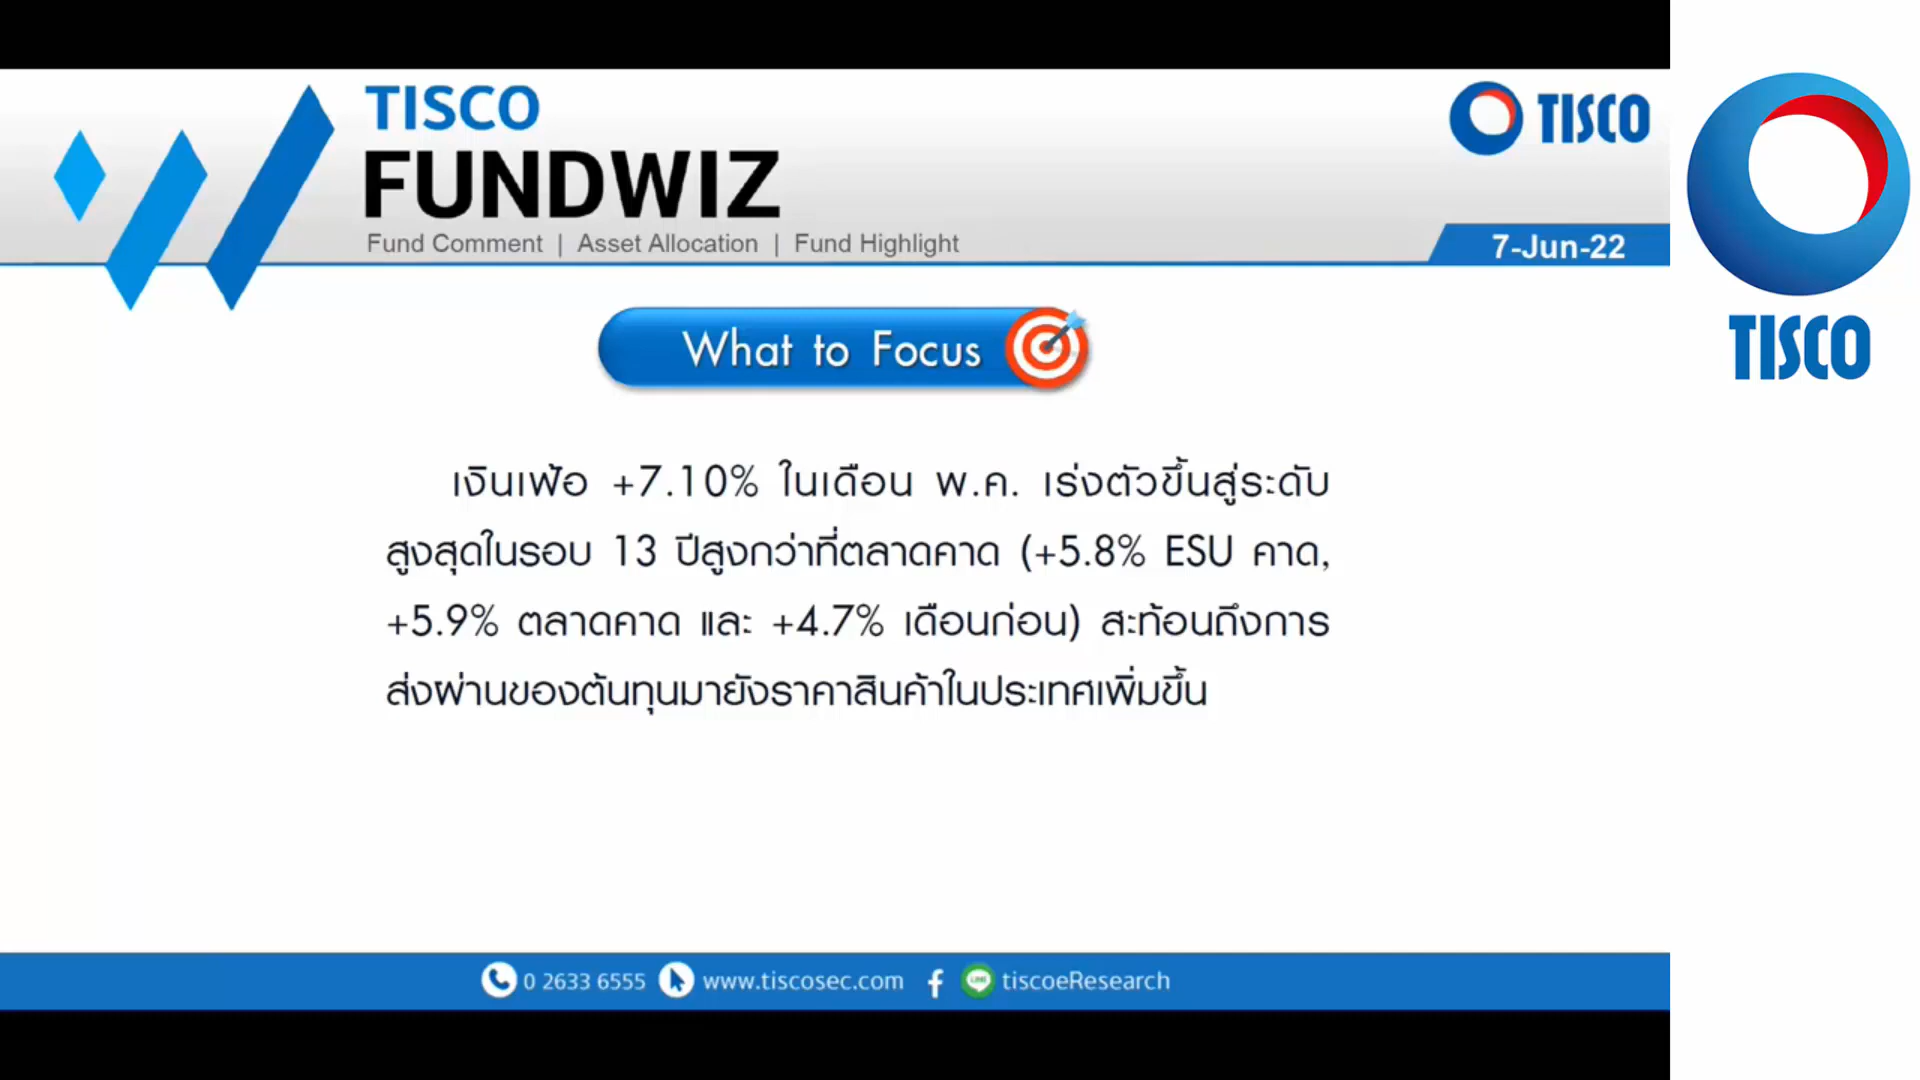 TISCO
FUNDWIZ
Fund Comment | Asset Allocation | Fund Highlight
TISCO
7-Jun-22
TISCO
What to Focus
เงินเฟ้อ +7.10% ในเดือน พ.ค. เร่งตัวขึ้นสู่ระดับ
สูงสุดในรอบ 13 ปีสูงกว่าที่ตลาดคาด (+5.8% ESU คาด,
+5.9% ตลาดคาด และ +4.7% เดือนก่อน) สะท้อนถึงการ
ส่งผ่านของต้นทุนมายังราคาสินค้าในประเทศเพิ่มขึ้น
0 2633 6555 www.tiscosec.com f LINE tiscoeResearch